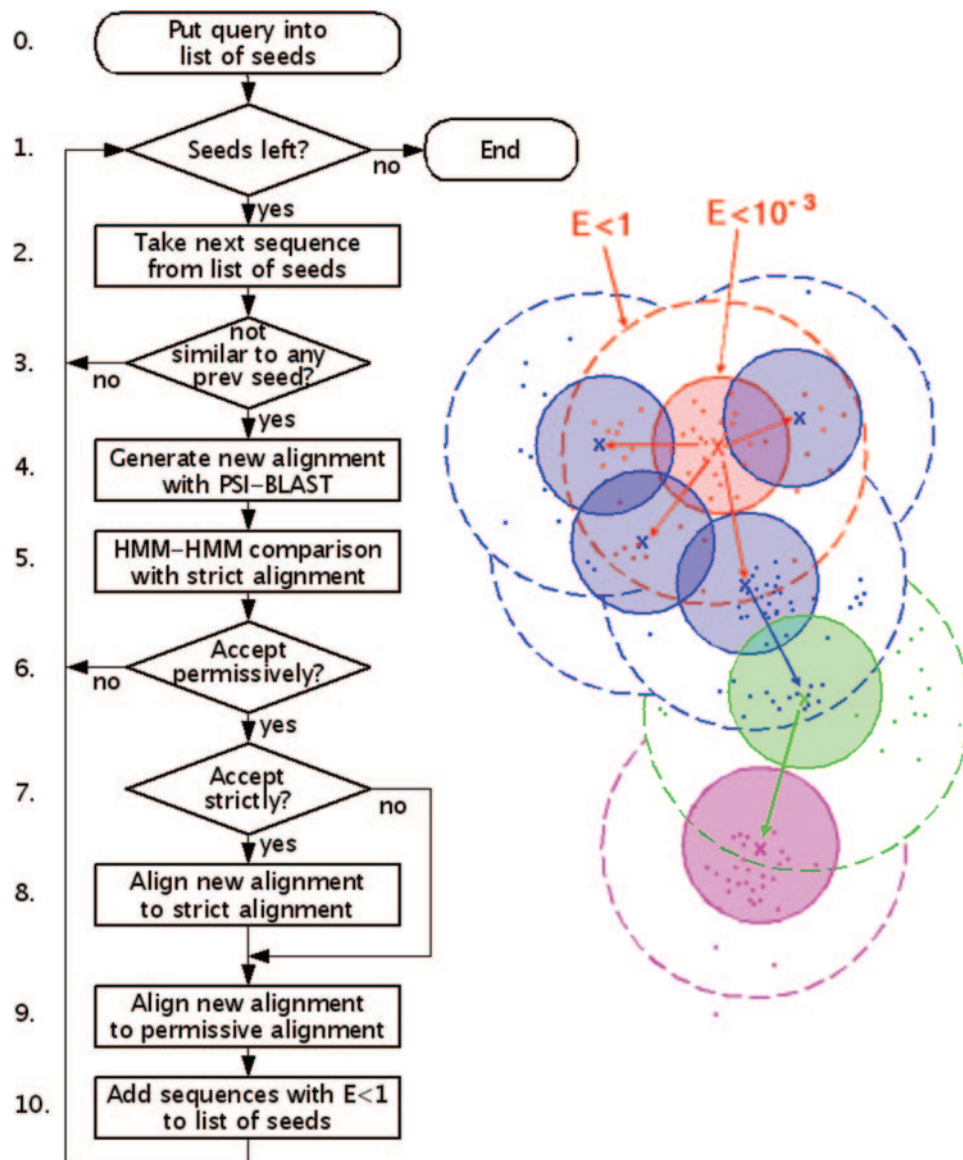 0.
Put query into
list of seeds
1.
Seeds left?
no
End
yes
2.
Take next sequence
from list of seeds
3.
not
similar to any
prev seed?
no
yes
4.
Generate new alignment
with PSI-BLAST
5.
HMM-HMM comparison
with strict alignment
6.
Accept
permissively?
no
yes
7.
Accept
strictly?
no
yes
8.
Align new alignment
to strict alignment
9.
Align new alignment
to permissive alignment
10.
Add sequences with E<1
to list of seeds
E<1
E<10⁻³
x
x
x
x
x
x
x